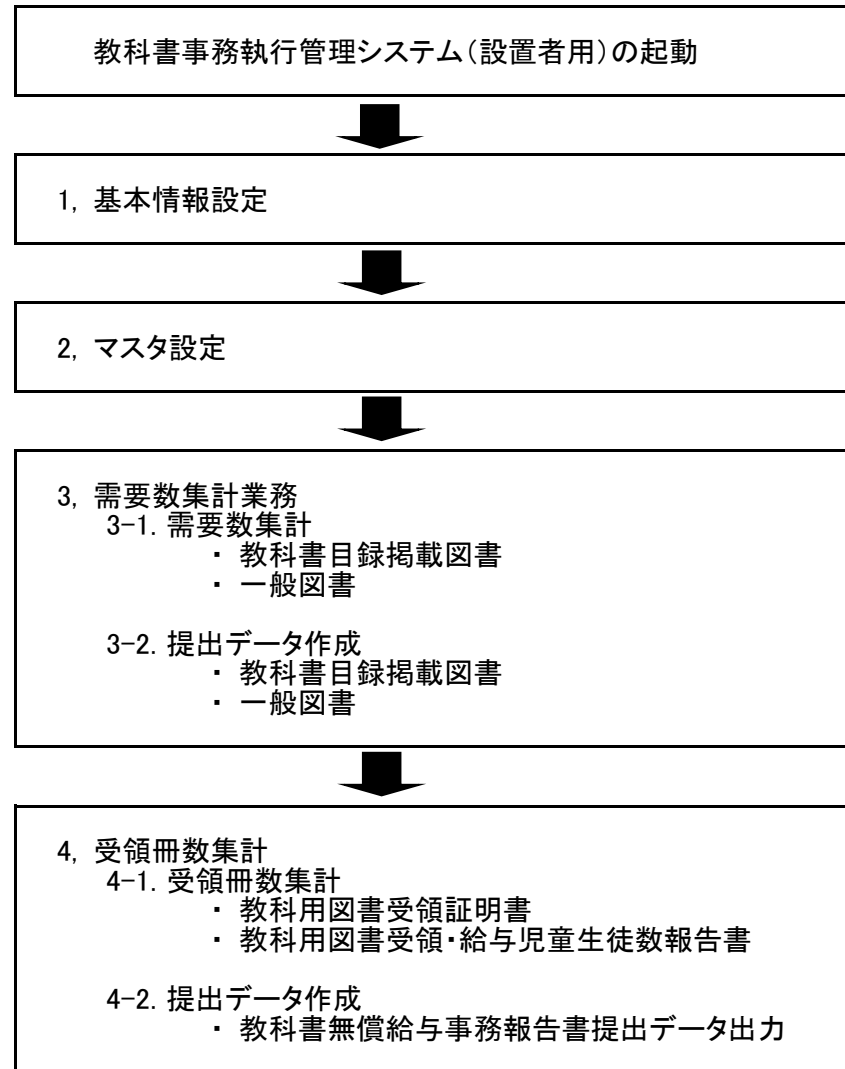 教科書事務執行管理システム（設置者用）の起動
1, 基本情報設定
2, マスタ設定
3, 需要数集計業務
3-1. 需要数集計
・ 教科書目録掲載図書
・ 一般図書
3-2. 提出データ作成
・ 教科書目録掲載図書
・ 一般図書
4, 受領冊数集計
4-1. 受領冊数集計
・ 教科用図書受領証明書
・ 教科用図書受領・給与児童生徒数報告書
4-2. 提出データ作成
・ 教科書無償給与事務報告書提出データ出力